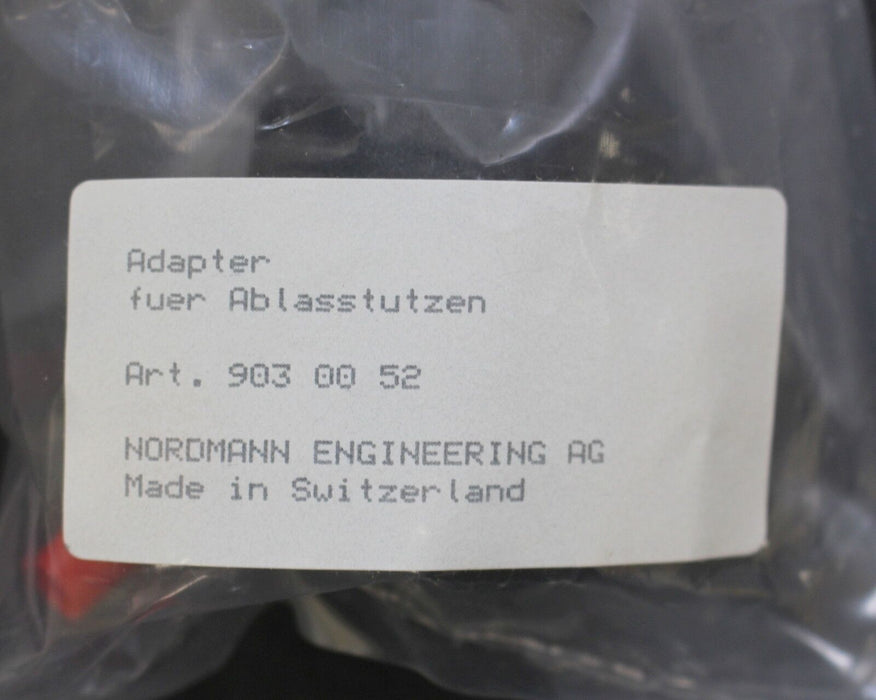 Adapter
fuer Ablasstutzen
Art. 903 00 52
NORDMANN ENGINEERING AG
Made in Switzerland